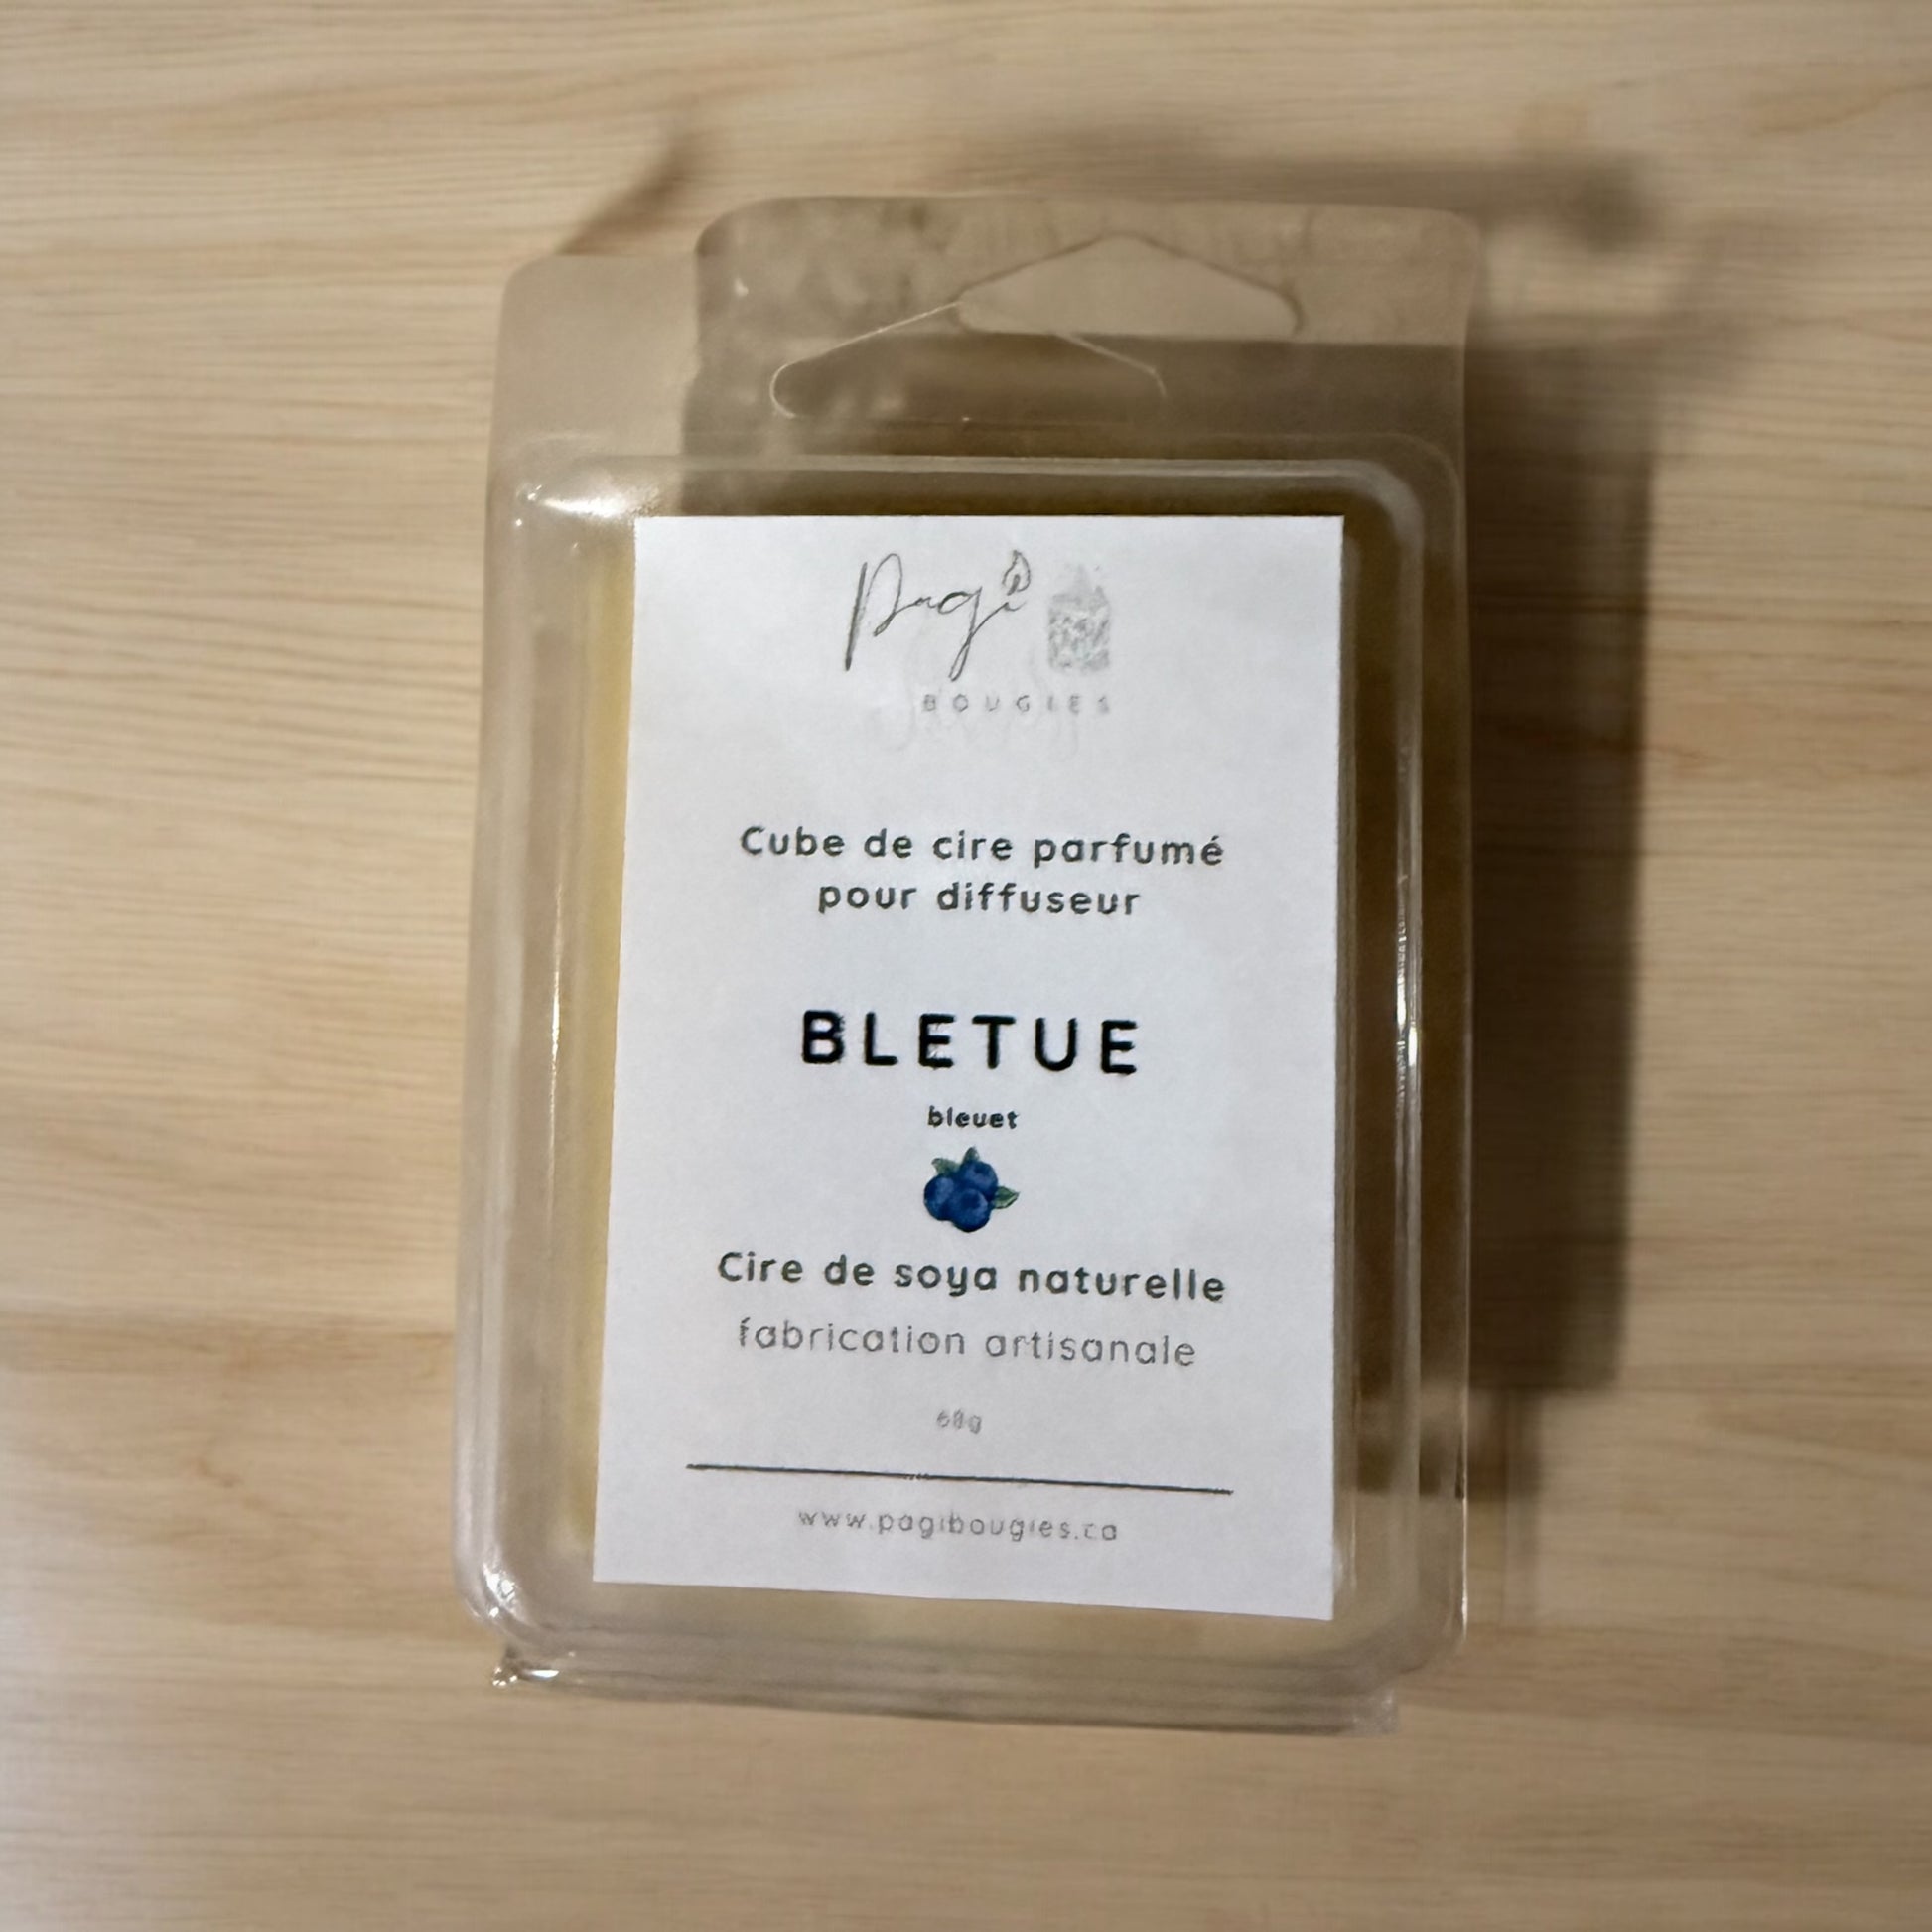 Pagi
BOUGIES
Cube de cire parfumé
pour diffuseur
BLETUE
bleuet
Cire de soya naturelle
fabrication artisanale
www.pagibougies.ca